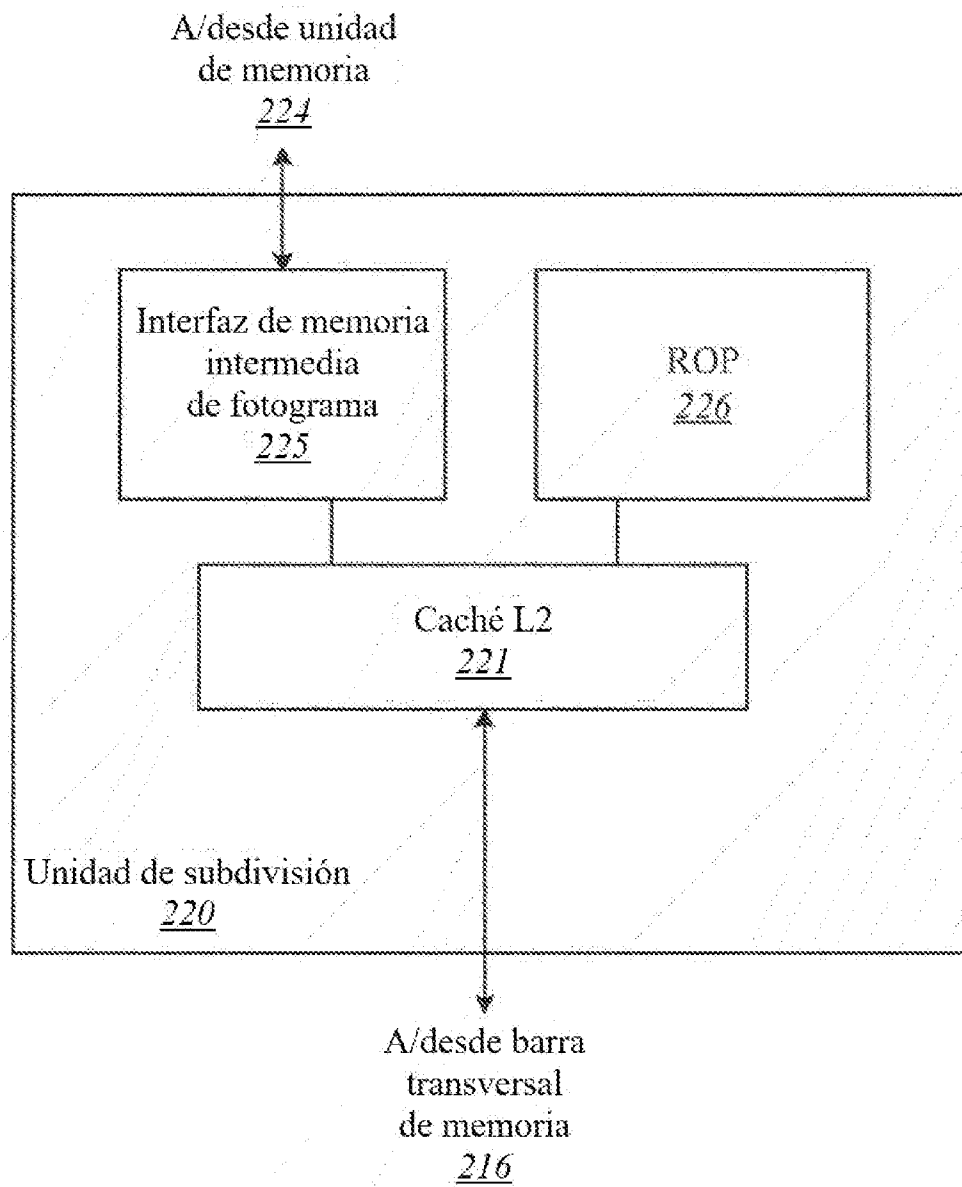 A/desde unidad
de memoria
224
Interfaz de memoria
intermedia
de fotograma
225
ROP
226
Caché L2
221
Unidad de subdivisión
220
A/desde barra
transversal
de memoria
216